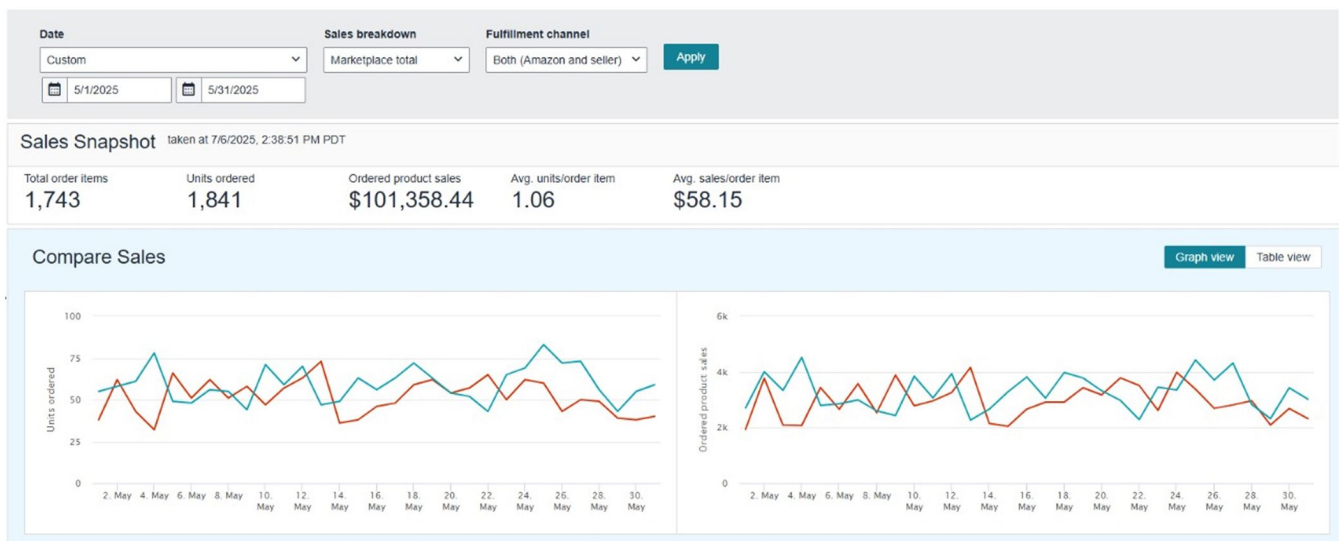 Date Sales breakdown Fulfillment channel
Custom Marketplace total Both (Amazon and seller) Apply
5/1/2025 5/31/2025
Sales Snapshot taken at 7/6/2025, 2:38:51 PM PDT
Total order items Units ordered Ordered product sales Avg. units/order item Avg. sales/order item
1,743 1,841 $101,358.44 1.06 $58.15
Compare Sales Graph view Table view
Units ordered
100
75
50
25
0
2. May 4. May 6. May 8. May 10. May 12. May 14. May 16. May 18. May 20. May 22. May 24. May 26. May 28. May 30. May
Ordered product sales
6k
4k
2k
0
2. May 4. May 6. May 8. May 10. May 12. May 14. May 16. May 18. May 20. May 22. May 24. May 26. May 28. May 30. May